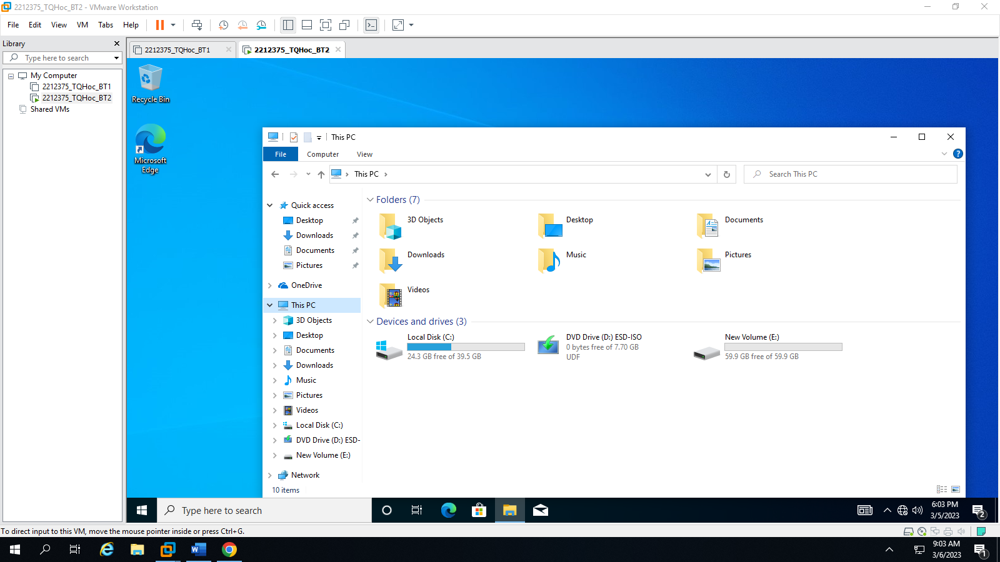 2212375_TQHoc_BT2 - VMware Workstation
File Edit View VM Tabs Help
Library
Type here to search
My Computer
2212375_TQHoc_BT1
2212375_TQHoc_BT2
Shared VMs
2212375_TQHoc_BT1
2212375_TQHoc_BT2
Recycle Bin
Microsoft
Edge
This PC
File Computer View
This PC
Search This PC
Quick access
Desktop
Downloads
Documents
Pictures
OneDrive
This PC
3D Objects
Desktop
Documents
Downloads
Music
Pictures
Videos
Local Disk (C:)
DVD Drive (D:) ESD-
New Volume (E:)
Network
Folders (7)
3D Objects
Desktop
Documents
Downloads
Music
Pictures
Videos
Devices and drives (3)
Local Disk (C:)
24.3 GB free of 39.5 GB
DVD Drive (D:) ESD-ISO
0 bytes free of 7.70 GB
UDF
New Volume (E:)
59.9 GB free of 59.9 GB
10 items
Type here to search
6:03 PM
3/5/2023
2
To direct input to this VM, move the mouse pointer inside or press Ctrl+G.
9:03 AM
3/6/2023
1